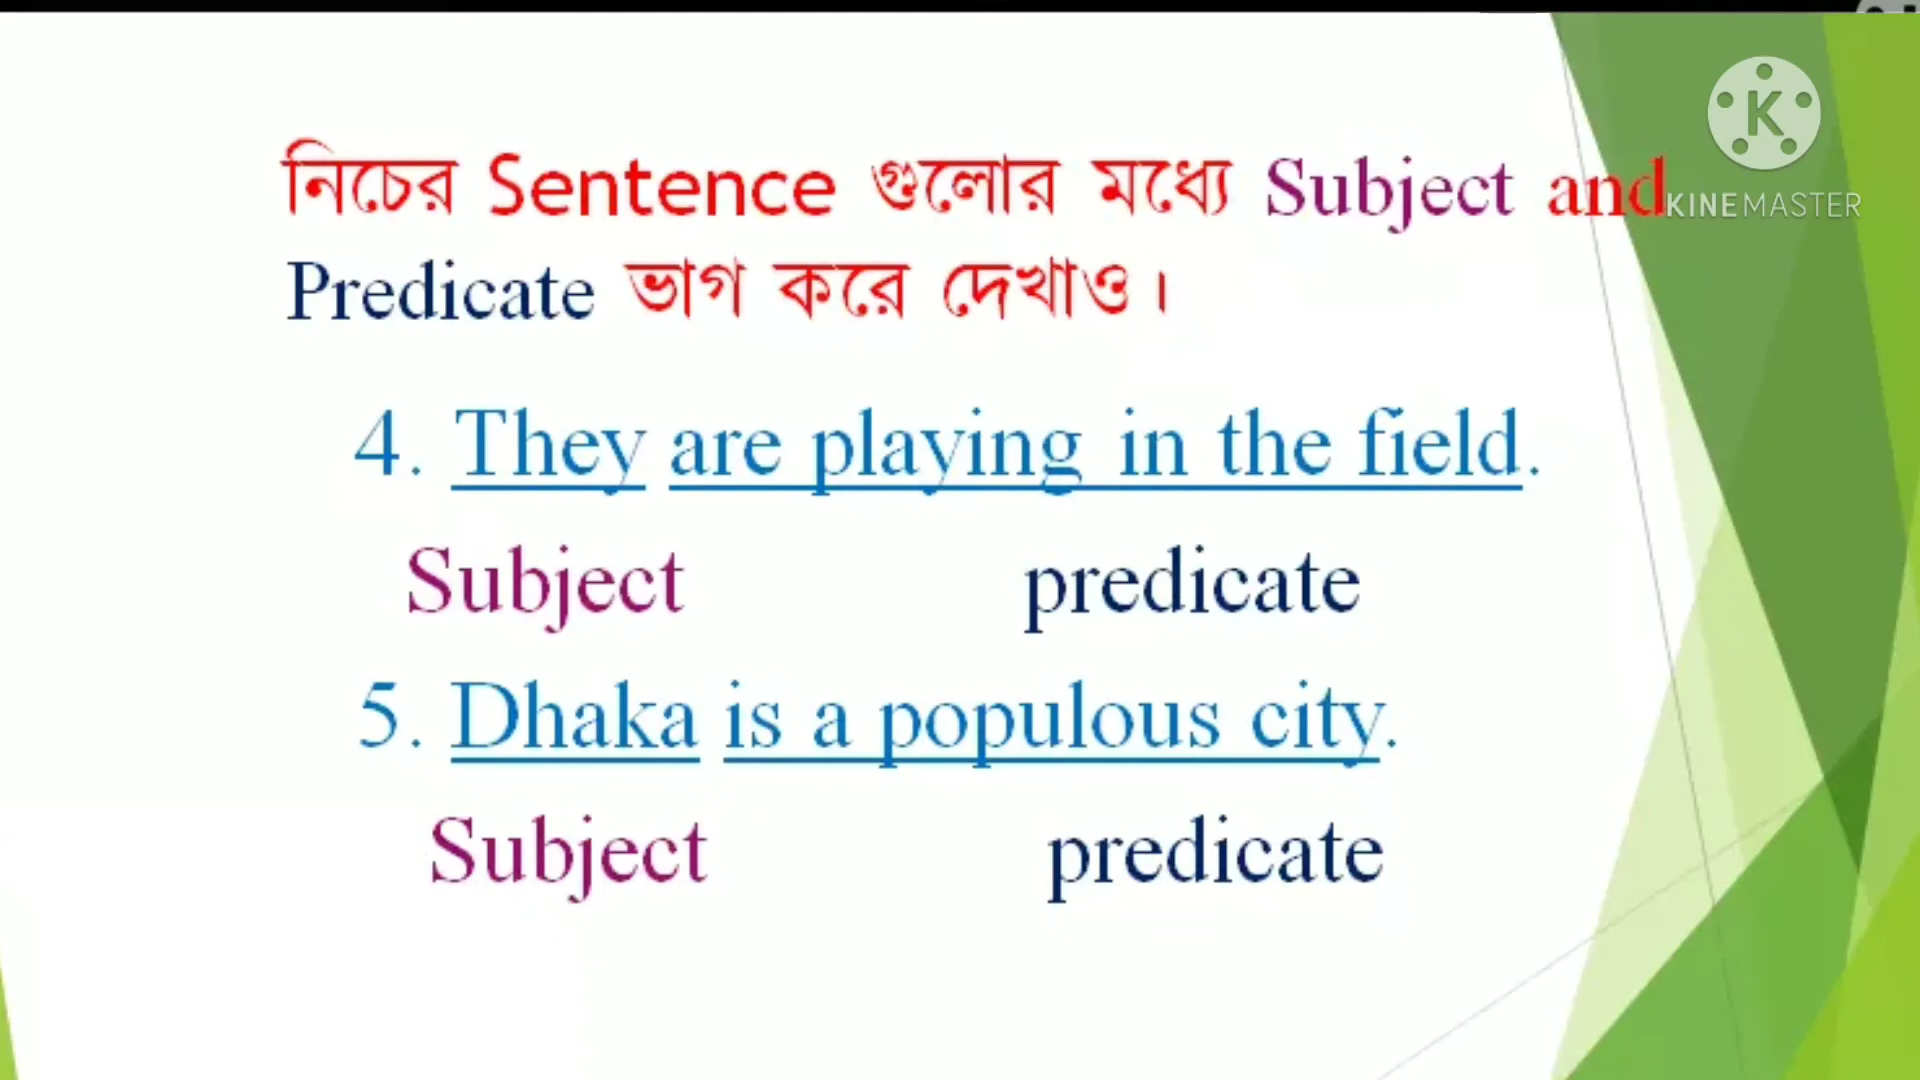 নিচের Sentence গুলোর মধ্যে Subject and
Predicate ভাগ করে দেখাও।
4. They are playing in the field.
Subject predicate
5. Dhaka is a populous city.
Subject predicate
K
KINEMASTER